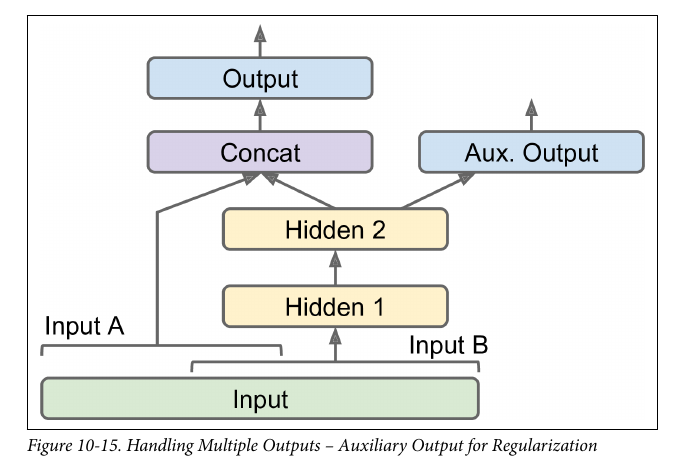 Output
Concat
Aux. Output
Hidden 2
Hidden 1
Input A
Input B
Input
Figure 10-15. Handling Multiple Outputs – Auxiliary Output for Regularization